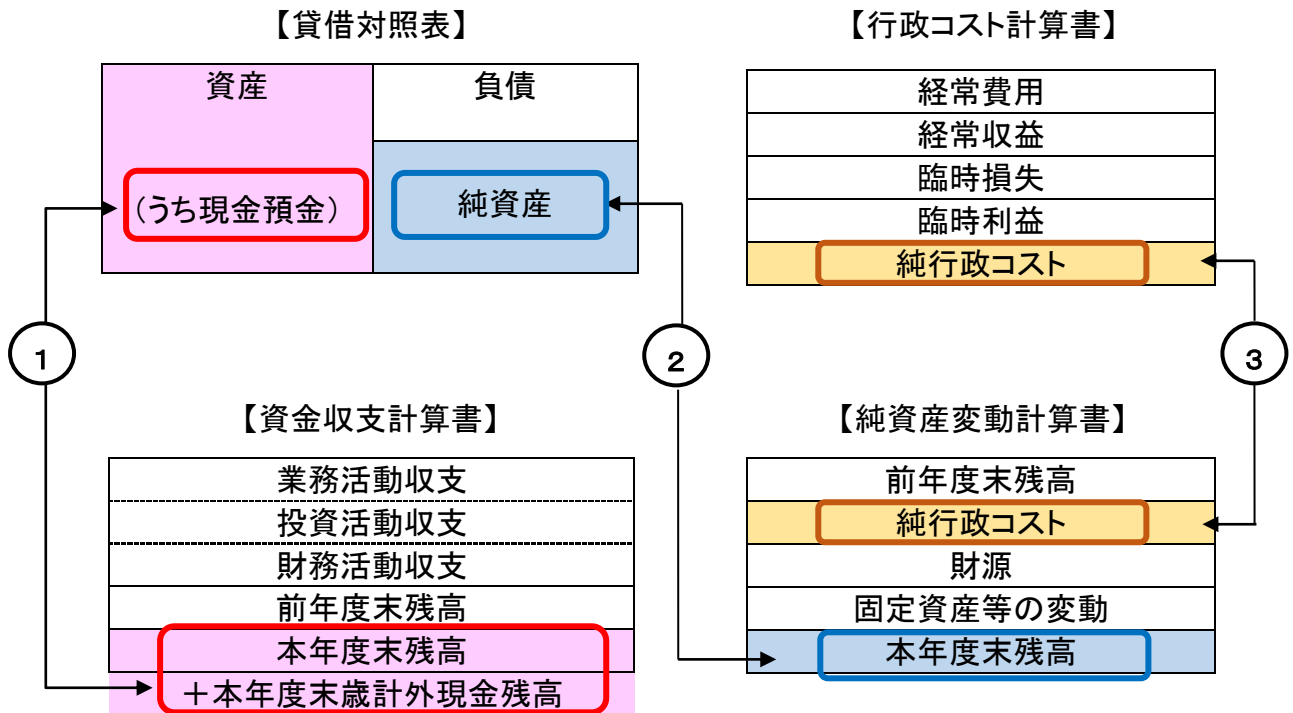 【貸借対照表】
資産
負債
(うち現金預金)
純資産
【行政コスト計算書】
経常費用
経常収益
臨時損失
臨時利益
純行政コスト
1
2
3
【資金収支計算書】
業務活動収支
投資活動収支
財務活動収支
前年度末残高
本年度末残高
＋本年度末歳計外現金残高
【純資産変動計算書】
前年度末残高
純行政コスト
財源
固定資産等の変動
本年度末残高